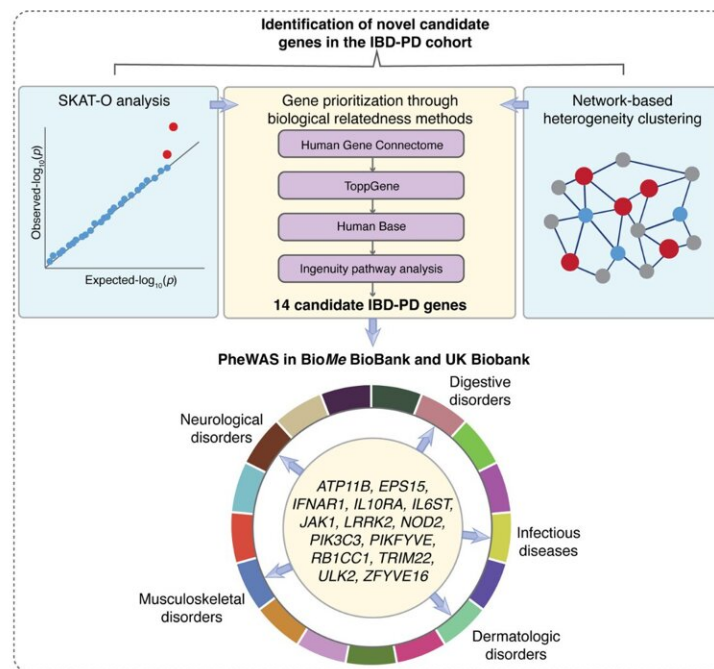 Identification of novel candidate
genes in the IBD-PD cohort
SKAT-O analysis
Observed-log₁₀(p)
Expected-log₁₀(p)
Gene prioritization through
biological relatedness methods
Human Gene Connectome
ToppGene
Human Base
Ingenuity pathway analysis
14 candidate IBD-PD genes
Network-based
heterogeneity clustering
PheWAS in BioMe BioBank and UK Biobank
Neurological
disorders
Digestive
disorders
ATP11B, EPS15,
IFNAR1, IL10RA, IL6ST,
JAK1, LRRK2, NOD2,
PIK3C3, PIKFYVE,
RB1CC1, TRIM22,
ULK2, ZFYVE16
Infectious
diseases
Musculoskeletal
disorders
Dermatologic
disorders